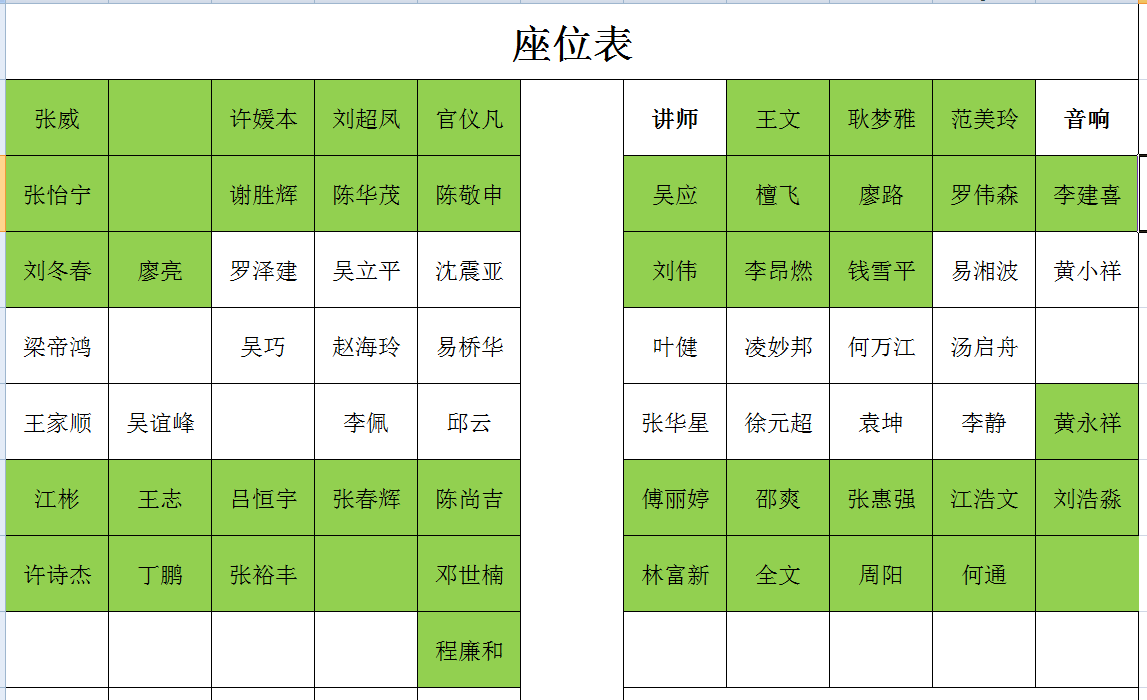 座位表
张威 许媛本 刘超凤 官仪凡 讲师 王文 耿梦雅 范美玲 音响
张怡宁 谢胜辉 陈华茂 陈敬申 吴应 檀飞 廖路 罗伟森 李建喜
刘冬春 廖亮 罗泽建 吴立平 沈震亚 刘伟 李昂燃 钱雪平 易湘波 黄小祥
梁帝鸿 吴巧 赵海玲 易桥华 叶健 凌妙邦 何万江 汤启舟
王家顺 吴谊峰 李佩 邱云 张华星 徐元超 袁坤 李静 黄永祥
江彬 王志 吕恒宇 张春辉 陈尚吉 傅丽婷 邵爽 张惠强 江浩文 刘浩淼
许诗杰 丁鹏 张裕丰 邓世楠 林富新 全文 周阳 何通
程廉和